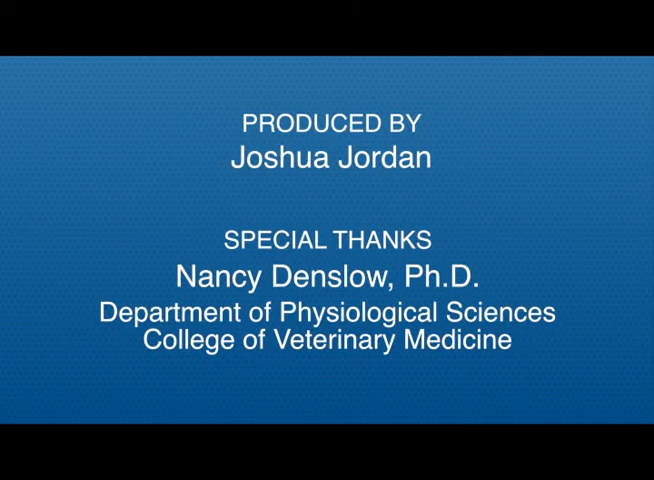 PRODUCED BY
Joshua Jordan
SPECIAL THANKS
Nancy Denslow, Ph.D.
Department of Physiological Sciences
College of Veterinary Medicine